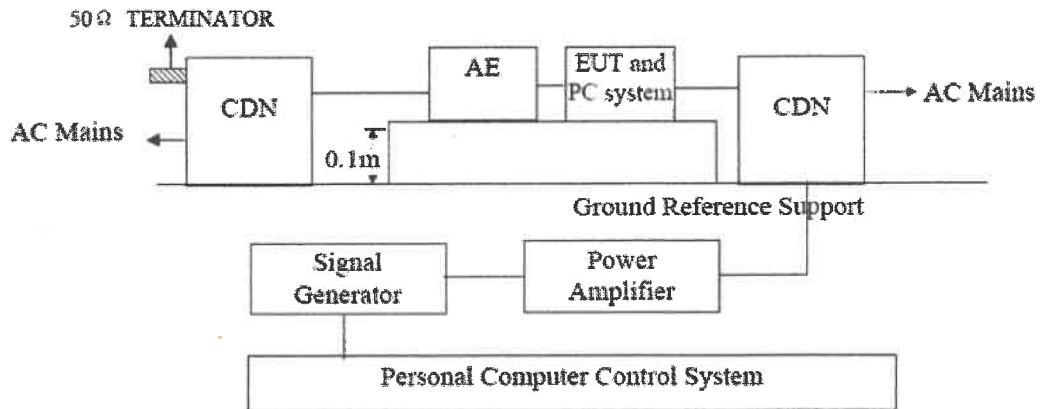 50Ω TERMINATOR
AE
EUT and
PC system
CDN
CDN
AC Mains
AC Mains
0.1m
Ground Reference Support
Signal
Generator
Power
Amplifier
Personal Computer Control System